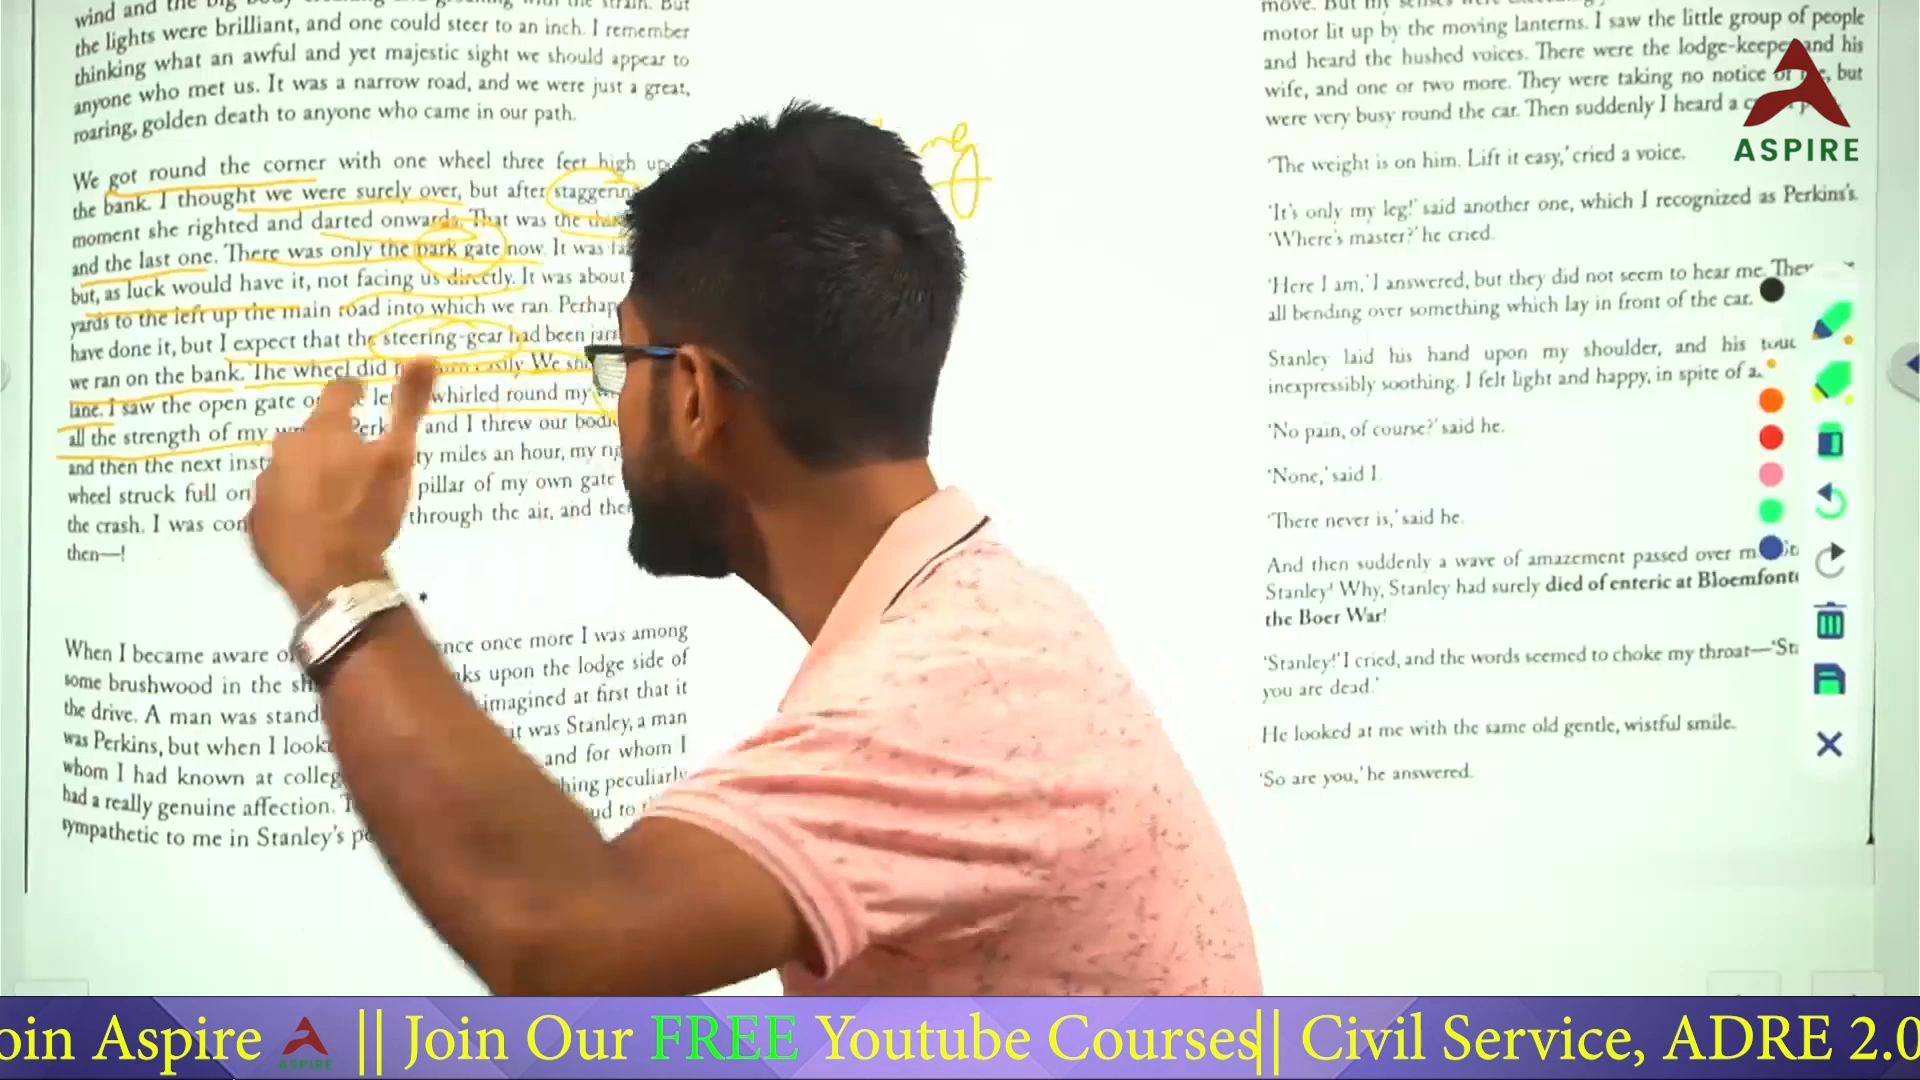 wind and the big body
the lights were brilliant, and one could steer to an inch. I remember
thinking what an awful and yet majestic sight we should appear to
anyone who met us. It was a narrow road, and we were just a great,
roaring, golden death to anyone who came in our path.
We got round the corner with one wheel three feet high up
the bank. I thought we were surely over, but after staggering
moment she righted and darted onwards. That was the
and the last one. There was only the park gate now. It was
but, as luck would have it, not facing us directly. It was about
yards to the left up the main road into which we ran. Perhaps
have done it, but I expect that the steering-gear had been
we ran on the bank. The wheel did easily We
lane. I saw the open gate whirled round my
all the strength of my and I threw our
and then the next miles an hour, my
wheel struck full on pillar of my own gate
the crash. I was through the air, and
then—!
*
When I became aware once more I was among
some brushwood in the upon the lodge side of
the drive. A man was imagined at first that it
was Perkins, but when I it was Stanley, a man
whom I had known at and for whom I
had a really genuine affection. peculiarly
sympathetic to me in Stanley's
move. But my senses were
motor lit up by the moving lanterns. I saw the little group of people
and heard the hushed voices. There were the lodge-keeper and his
wife, and one or two more. They were taking no notice of but
were very busy round the car. Then suddenly I heard a
'The weight is on him. Lift it easy,' cried a voice.
'It's only my leg!' said another one, which I recognized as Perkins's.
'Where's master?' he cried.
'Here I am,' I answered, but they did not seem to hear me. They
all bending over something which lay in front of the car.
Stanley laid his hand upon my shoulder, and his
inexpressibly soothing. I felt light and happy, in spite of
'No pain, of course?' said he.
'None,' said I.
'There never is,' said he.
And then suddenly a wave of amazement passed over
Stanley! Why, Stanley had surely died of enteric at
the Boer War!
'Stanley!' I cried, and the words seemed to choke my throat—
you are dead.'
He looked at me with the same old gentle, wistful smile.
'So are you,' he answered.
ASPIRE
oin Aspire ASPIRE || Join Our FREE Youtube Courses|| Civil Service, ADRE 2.0